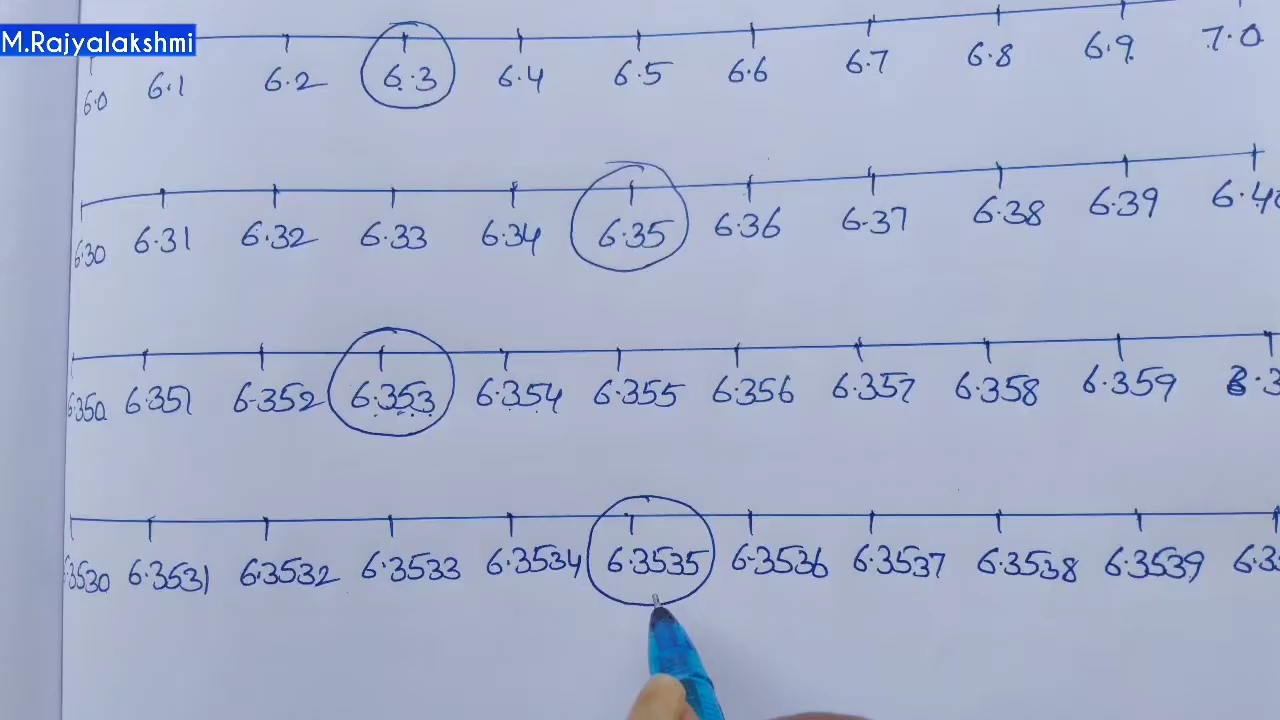 M.Rajyalakshmi
6.0 6.1 6.2 6.3 6.4 6.5 6.6 6.7 6.8 6.9 7.0
6.30 6.31 6.32 6.33 6.34 6.35 6.36 6.37 6.38 6.39 6.40
6.350 6.351 6.352 6.353 6.354 6.355 6.356 6.357 6.358 6.359
.3530 6.3531 6.3532 6.3533 6.3534 6.3535 6.3536 6.3537 6.3538 6.3539